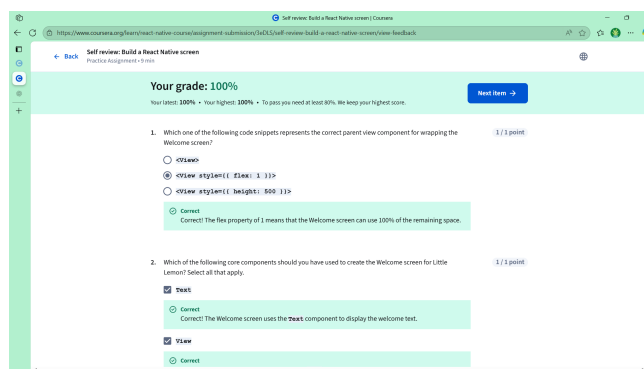 Self review: Build a React Native screen | Coursera
https://www.coursera.org/learn/react-native-course/assignment-submission/3eDLS/self-review-build-a-react-native-screen/view-feedback
← Back
Self review: Build a React Native screen
Practice Assignment • 9 min
Your grade: 100%
Your latest: 100% • Your highest: 100% • To pass you need at least 80%. We keep your highest score.
Next item →
1. Which one of the following code snippets represents the correct parent view component for wrapping the
Welcome screen?
1 / 1 point
<View>
<View style={{ flex: 1 }}>
<View style={{ height: 500 }}>
Correct
Correct! The flex property of 1 means that the Welcome screen can use 100% of the remaining space.
2. Which of the following core components should you have used to create the Welcome screen for Little
Lemon? Select all that apply.
1 / 1 point
Text
Correct
Correct! The Welcome screen uses the Text component to display the welcome text.
View
Correct